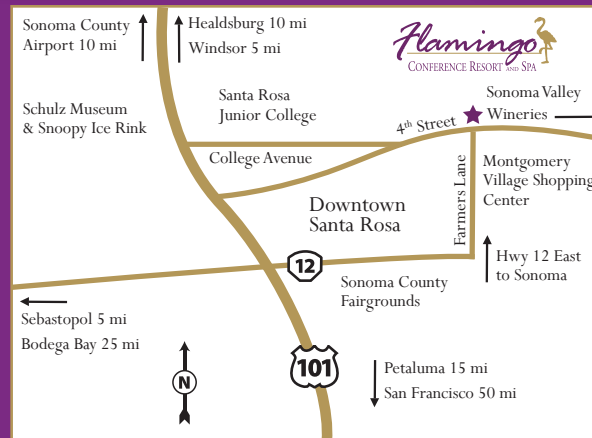 Sonoma County
Airport 10 mi
Healdsburg 10 mi
Windsor 5 mi
Flamingo
CONFERENCE RESORT AND SPA
Schulz Museum
& Snoopy Ice Rink
Santa Rosa
Junior College
4th Street
Sonoma Valley
Wineries
College Avenue
Farmers Lane
Montgomery
Village Shopping
Center
Downtown
Santa Rosa
12
Sonoma County
Fairgrounds
Hwy 12 East
to Sonoma
Sebastopol 5 mi
Bodega Bay 25 mi
N
101
Petaluma 15 mi
San Francisco 50 mi